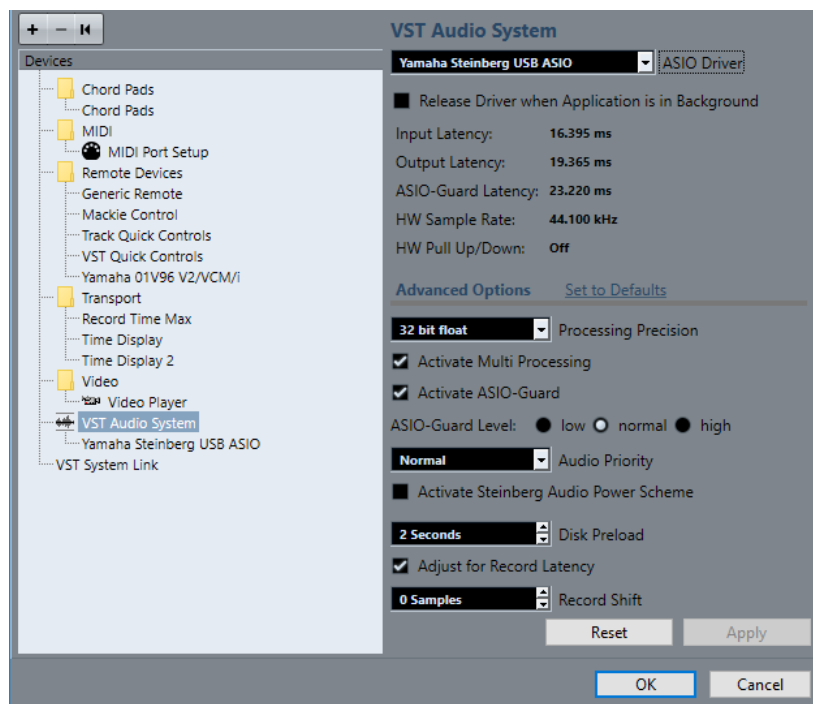 VST Audio System
Devices
Yamaha Steinberg USB ASIO ASIO Driver
Chord Pads
Chord Pads
MIDI
MIDI Port Setup
Remote Devices
Generic Remote
Mackie Control
Track Quick Controls
VST Quick Controls
Yamaha 01V96 V2/VCM/i
Transport
Record Time Max
Time Display
Time Display 2
Video
Video Player
VST Audio System
Yamaha Steinberg USB ASIO
VST System Link
Release Driver when Application is in Background
Input Latency: 16.395 ms
Output Latency: 19.365 ms
ASIO-Guard Latency: 23.220 ms
HW Sample Rate: 44.100 kHz
HW Pull Up/Down: Off
Advanced Options Set to Defaults
32 bit float Processing Precision
Activate Multi Processing
Activate ASIO-Guard
ASIO-Guard Level: low normal high
Normal Audio Priority
Activate Steinberg Audio Power Scheme
2 Seconds Disk Preload
Adjust for Record Latency
0 Samples Record Shift
Reset Apply
OK Cancel